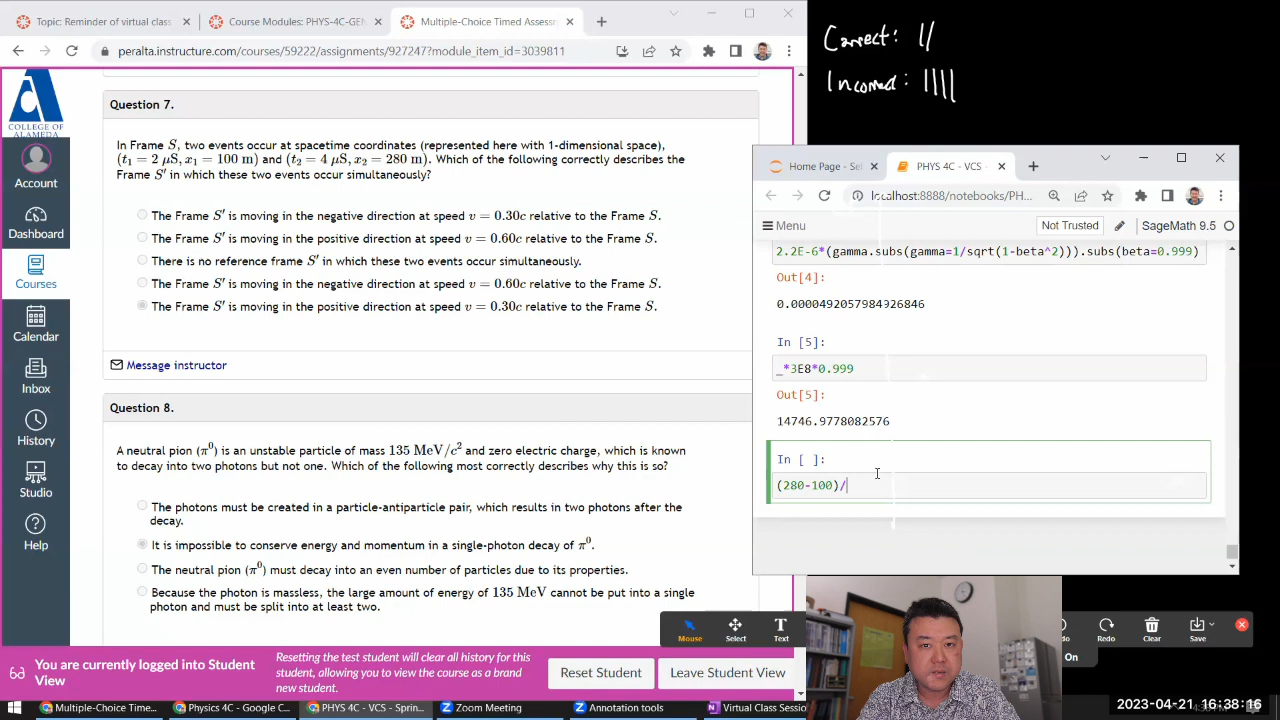 Topic: Reminder of virtual class
Course Modules: PHYS-4C-GEN
Multiple-Choice Timed Assessm
peralta.instructure.com/courses/59222/assignments/927247?module_item_id=3039811
Correct: ||
Incorrect: ||||
COLLEGE OF
ALAMEDA
Account
Dashboard
Courses
Calendar
Inbox
History
Studio
Help
Question 7.
In Frame S, two events occur at spacetime coordinates (represented here with 1-dimensional space),
(t₁ = 2 μS, x₁ = 100 m) and (t₂ = 4 μS, x₂ = 280 m). Which of the following correctly describes the
Frame S′ in which these two events occur simultaneously?
The Frame S′ is moving in the negative direction at speed v = 0.30c relative to the Frame S.
The Frame S′ is moving in the positive direction at speed v = 0.60c relative to the Frame S.
There is no reference frame S′ in which these two events occur simultaneously.
The Frame S′ is moving in the negative direction at speed v = 0.60c relative to the Frame S.
The Frame S′ is moving in the positive direction at speed v = 0.30c relative to the Frame S.
Message instructor
Question 8.
A neutral pion (π⁰) is an unstable particle of mass 135 MeV/c² and zero electric charge, which is known
to decay into two photons but not one. Which of the following most correctly describes why this is so?
The photons must be created in a particle-antiparticle pair, which results in two photons after the
decay.
It is impossible to conserve energy and momentum in a single-photon decay of π⁰.
The neutral pion (π⁰) must decay into an even number of particles due to its properties.
Because the photon is massless, the large amount of energy of 135 MeV cannot be put into a single
photon and must be split into at least two.
Home Page - Sel
PHYS 4C - VCS -
localhost:8888/notebooks/PH...
Menu
Not Trusted
SageMath 9.5
2.2E-6*(gamma.subs(gamma=1/sqrt(1-beta^2))).subs(beta=0.999)
Out[4]:
0.0000492057984926846
In [5]:
_*3E8*0.999
Out[5]:
14746.9778082576
In [ ]:
(280-100)/
Mouse
Select
Text
Redo
Clear
Save
On
You are currently logged into Student
View
Resetting the test student will clear all history for this
student, allowing you to view the course as a brand
new student.
Reset Student
Leave Student View
Multiple-Choice Time...
Physics 4C - Google C...
PHYS 4C - VCS - Sprin...
Zoom Meeting
Annotation tools
Virtual Class Sessio
2023-04-21 16:38:16